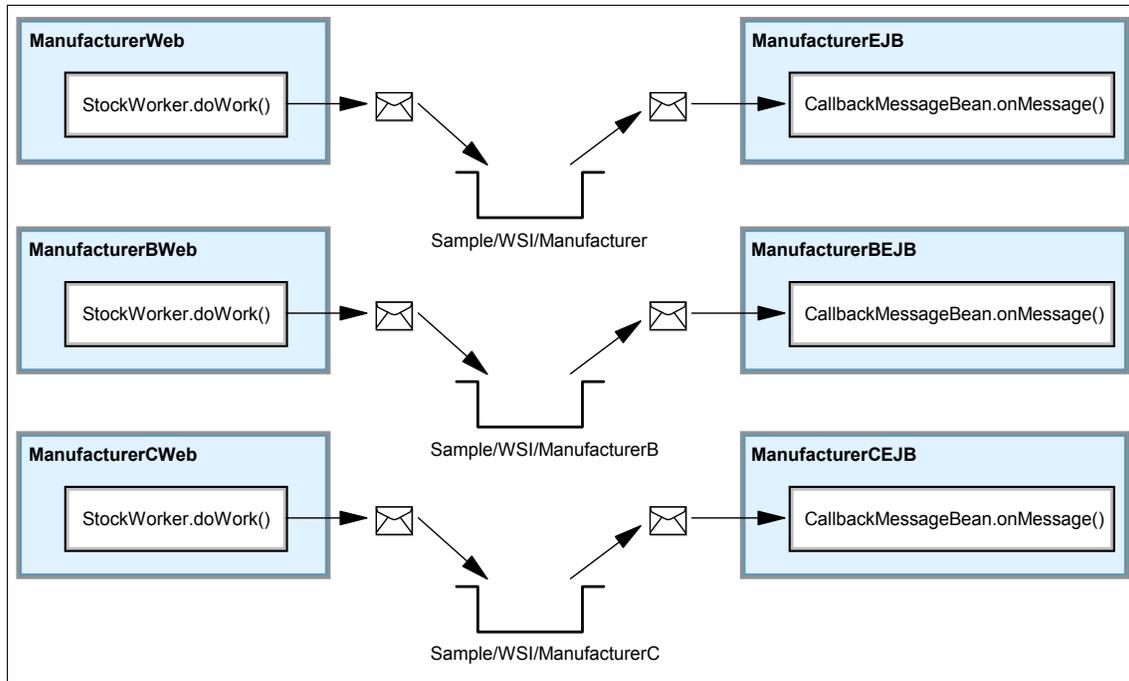 ManufacturerWeb
StockWorker.doWork()
ManufacturerEJB
CallbackMessageBean.onMessage()
Sample/WSI/Manufacturer
ManufacturerBWeb
StockWorker.doWork()
ManufacturerBEJB
CallbackMessageBean.onMessage()
Sample/WSI/ManufacturerB
ManufacturerCWeb
StockWorker.doWork()
ManufacturerCEJB
CallbackMessageBean.onMessage()
Sample/WSI/ManufacturerC